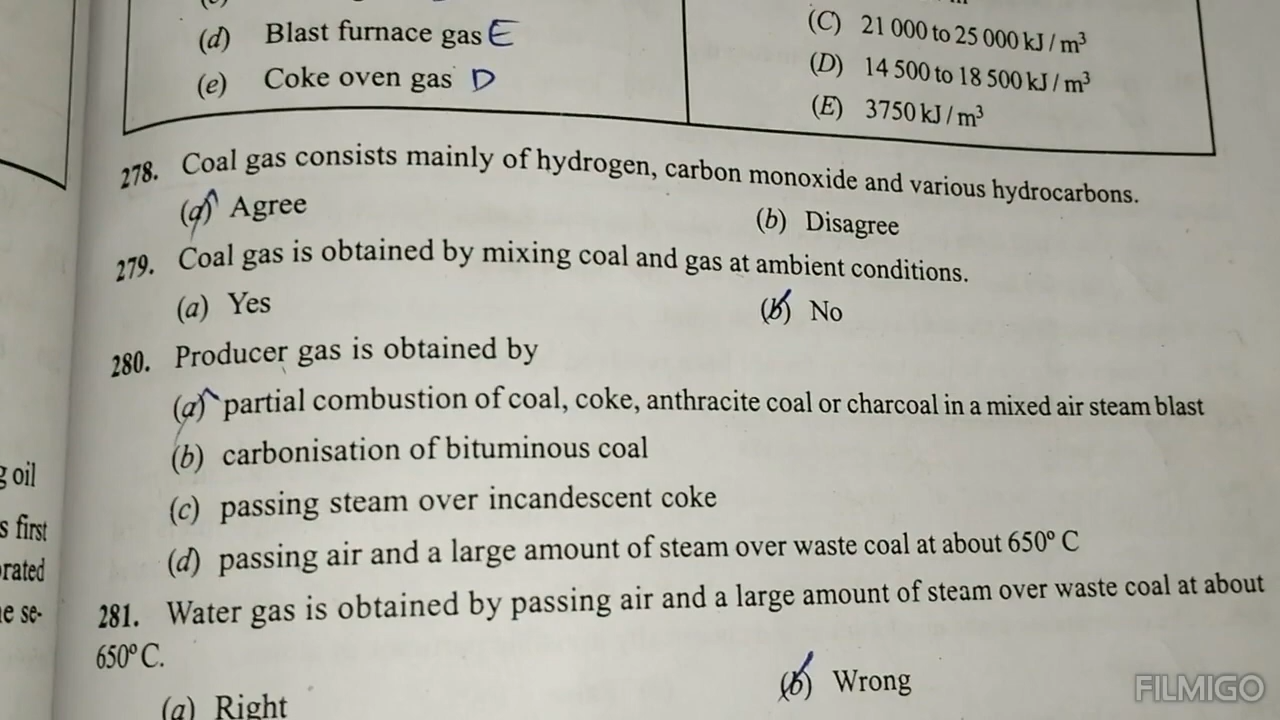 (d) Blast furnace gas E
(e) Coke oven gas D
(C) 21 000 to 25 000 kJ / m³
(D) 14 500 to 18 500 kJ / m³
(E) 3750 kJ / m³
278. Coal gas consists mainly of hydrogen, carbon monoxide and various hydrocarbons.
(a) Agree (b) Disagree
279. Coal gas is obtained by mixing coal and gas at ambient conditions.
(a) Yes (b) No
280. Producer gas is obtained by
(a) partial combustion of coal, coke, anthracite coal or charcoal in a mixed air steam blast
(b) carbonisation of bituminous coal
(c) passing steam over incandescent coke
(d) passing air and a large amount of steam over waste coal at about 650º C
281. Water gas is obtained by passing air and a large amount of steam over waste coal at about
650º C.
(a) Right (b) Wrong
oil
first
se-
FILMIGO